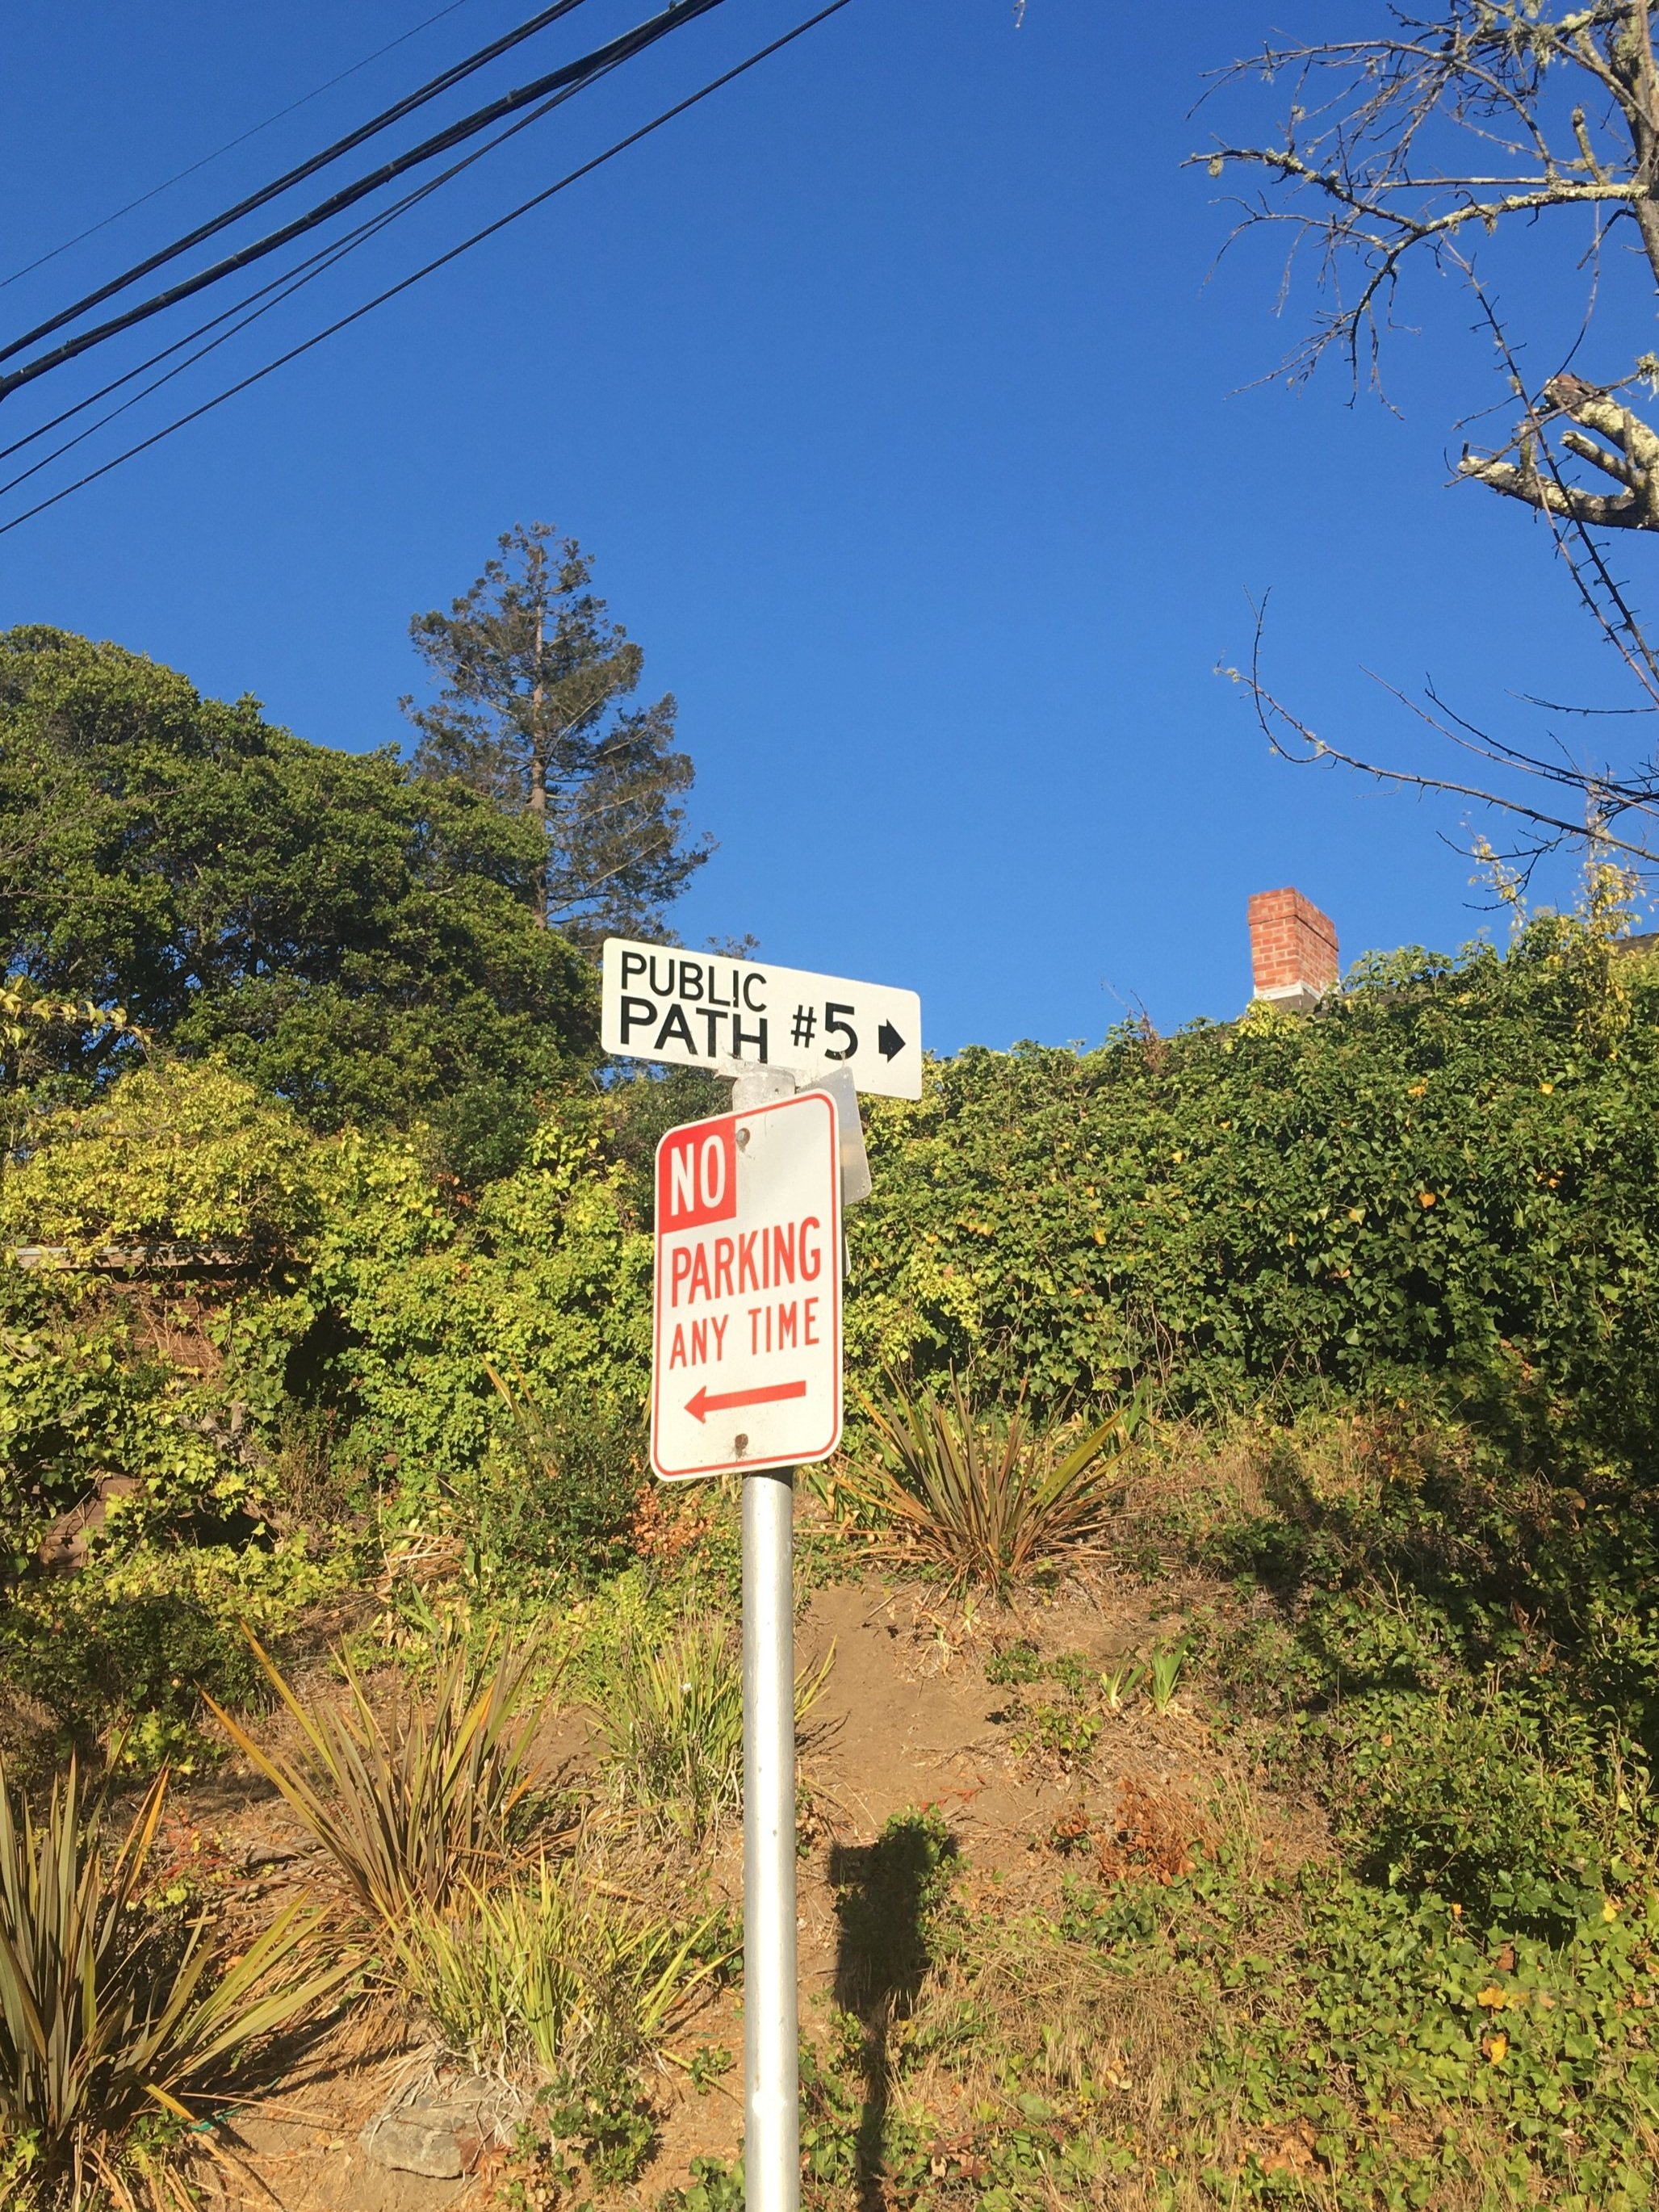 PUBLIC
PATH #5
NO
PARKING
ANY TIME